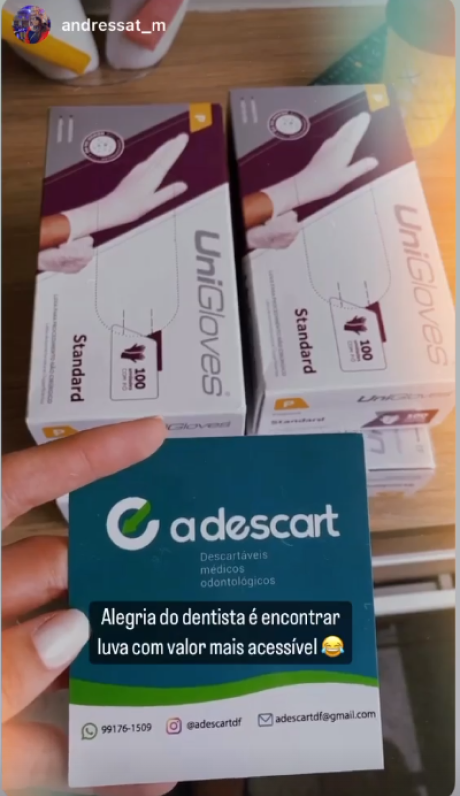 andressat_m
P
UniGloves
Standard
100
P
P
UniGloves
Standard
100
UniGloves
P
Standard
a descart
Descartáveis
médicos
odontológicos
Alegria do dentista é encontrar
luva com valor mais acessível 😂
99176-1509 @adescartdf adescartdf@gmail.com